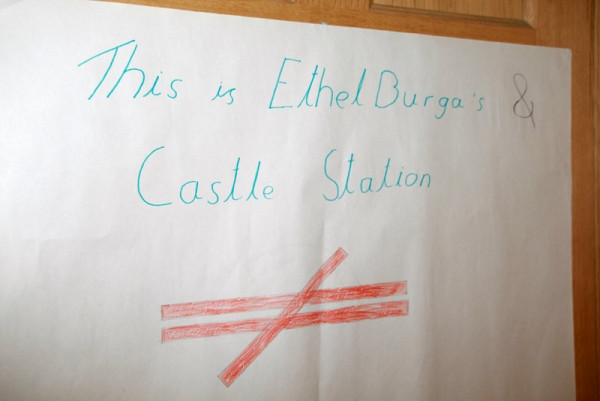 This is EthelBurga's &
Castle Station